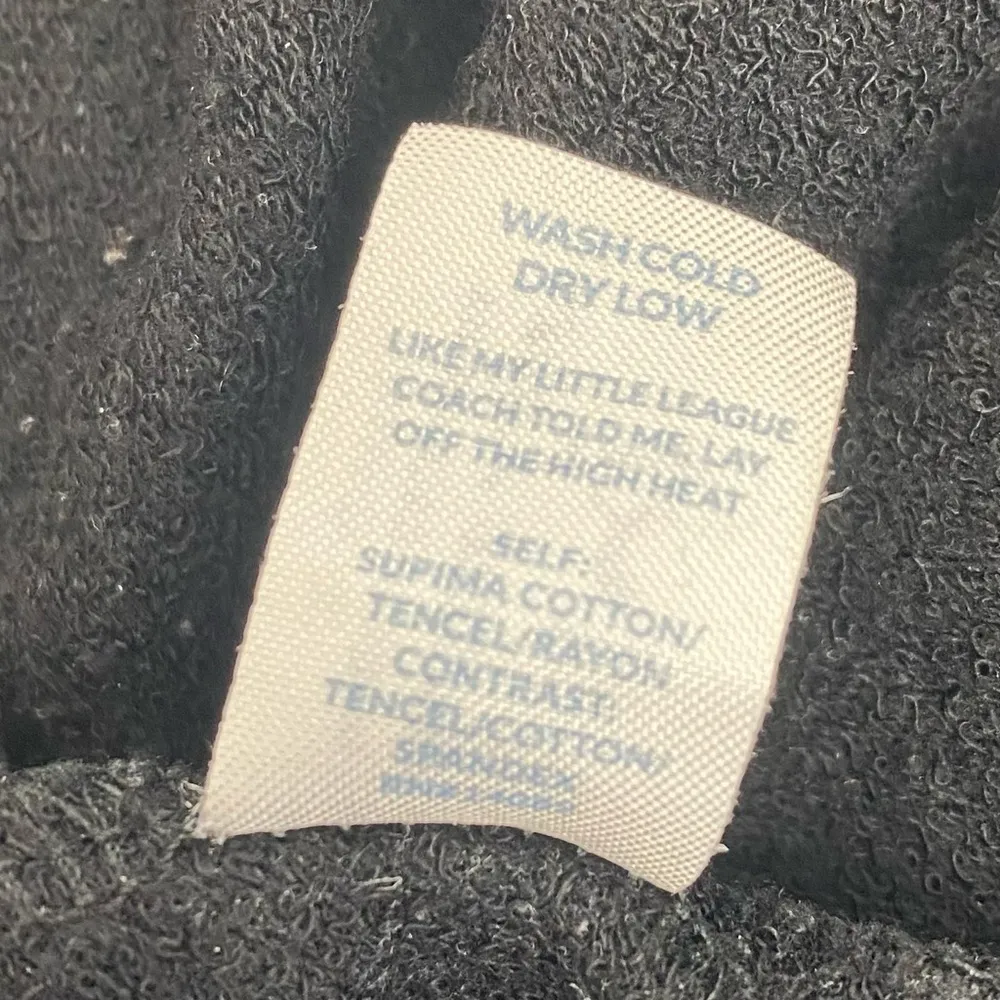 WASH COLD
DRY LOW
LIKE MY LITTLE LEAGUE
COACH TOLD ME, LAY
OFF THE HIGH HEAT
SELF:
SUPIMA COTTON/
TENCEL/RAYON
CONTRAST:
TENCEL/COTTON/
SPANDEX